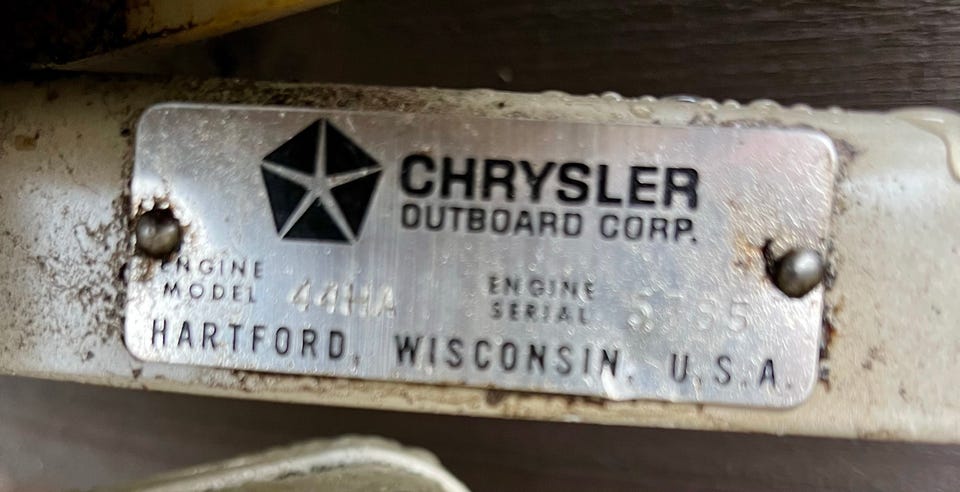 CHRYSLER
OUTBOARD CORP.
ENGINE MODEL 44HA ENGINE SERIAL
HARTFORD, WISCONSIN. U.S.A.